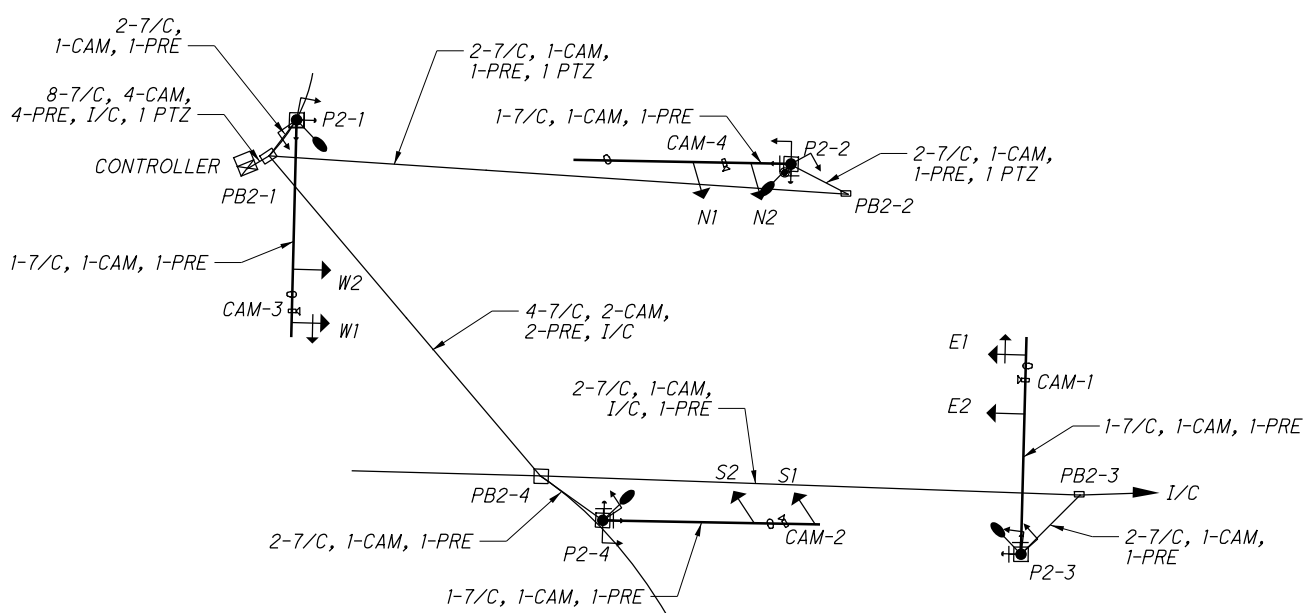 2-7/C,
1-CAM, 1-PRE
2-7/C, 1-CAM,
1-PRE, 1 PTZ
8-7/C, 4-CAM,
4-PRE, I/C, 1 PTZ
P2-1
1-7/C, 1-CAM, 1-PRE
CAM-4
P2-2
2-7/C, 1-CAM,
1-PRE, 1 PTZ
CONTROLLER
PB2-1
PB2-2
N1
N2
1-7/C, 1-CAM, 1-PRE
W2
CAM-3
W1
4-7/C, 2-CAM,
2-PRE, I/C
E1
CAM-1
E2
2-7/C, 1-CAM,
I/C, 1-PRE
1-7/C, 1-CAM, 1-PRE
S2
S1
PB2-3
PB2-4
I/C
2-7/C, 1-CAM, 1-PRE
CAM-2
2-7/C, 1-CAM,
1-PRE
P2-4
P2-3
1-7/C, 1-CAM, 1-PRE